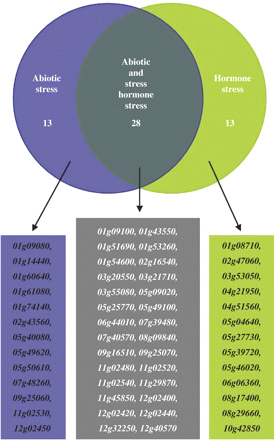 Abiotic
stress
13
Abiotic
and
stress
hormone
stress
28
Hormone
stress
13
01g09080,
01g14440,
01g60640,
01g61080,
01g74140,
02g43560,
05g40080,
05g49620,
05g50610,
07g48260,
09g25060,
11g02530,
12g02450
01g09100, 01g43550,
01g51690, 01g53260,
01g54600, 02g16540,
03g20550, 03g21710,
03g55080, 05g09020,
05g25770, 05g49100,
06g44010, 07g39480,
07g40570, 08g09840,
09g16510, 09g25070,
11g02480, 11g02520,
11g02540, 11g29870,
11g45850, 12g02400,
12g02420, 12g02440,
12g32250, 12g40570
01g08710,
02g47060,
03g53050,
04g21950,
04g51560,
05g04640,
05g27730,
05g39720,
05g46020,
06g06360,
08g17400,
08g29660,
10g42850